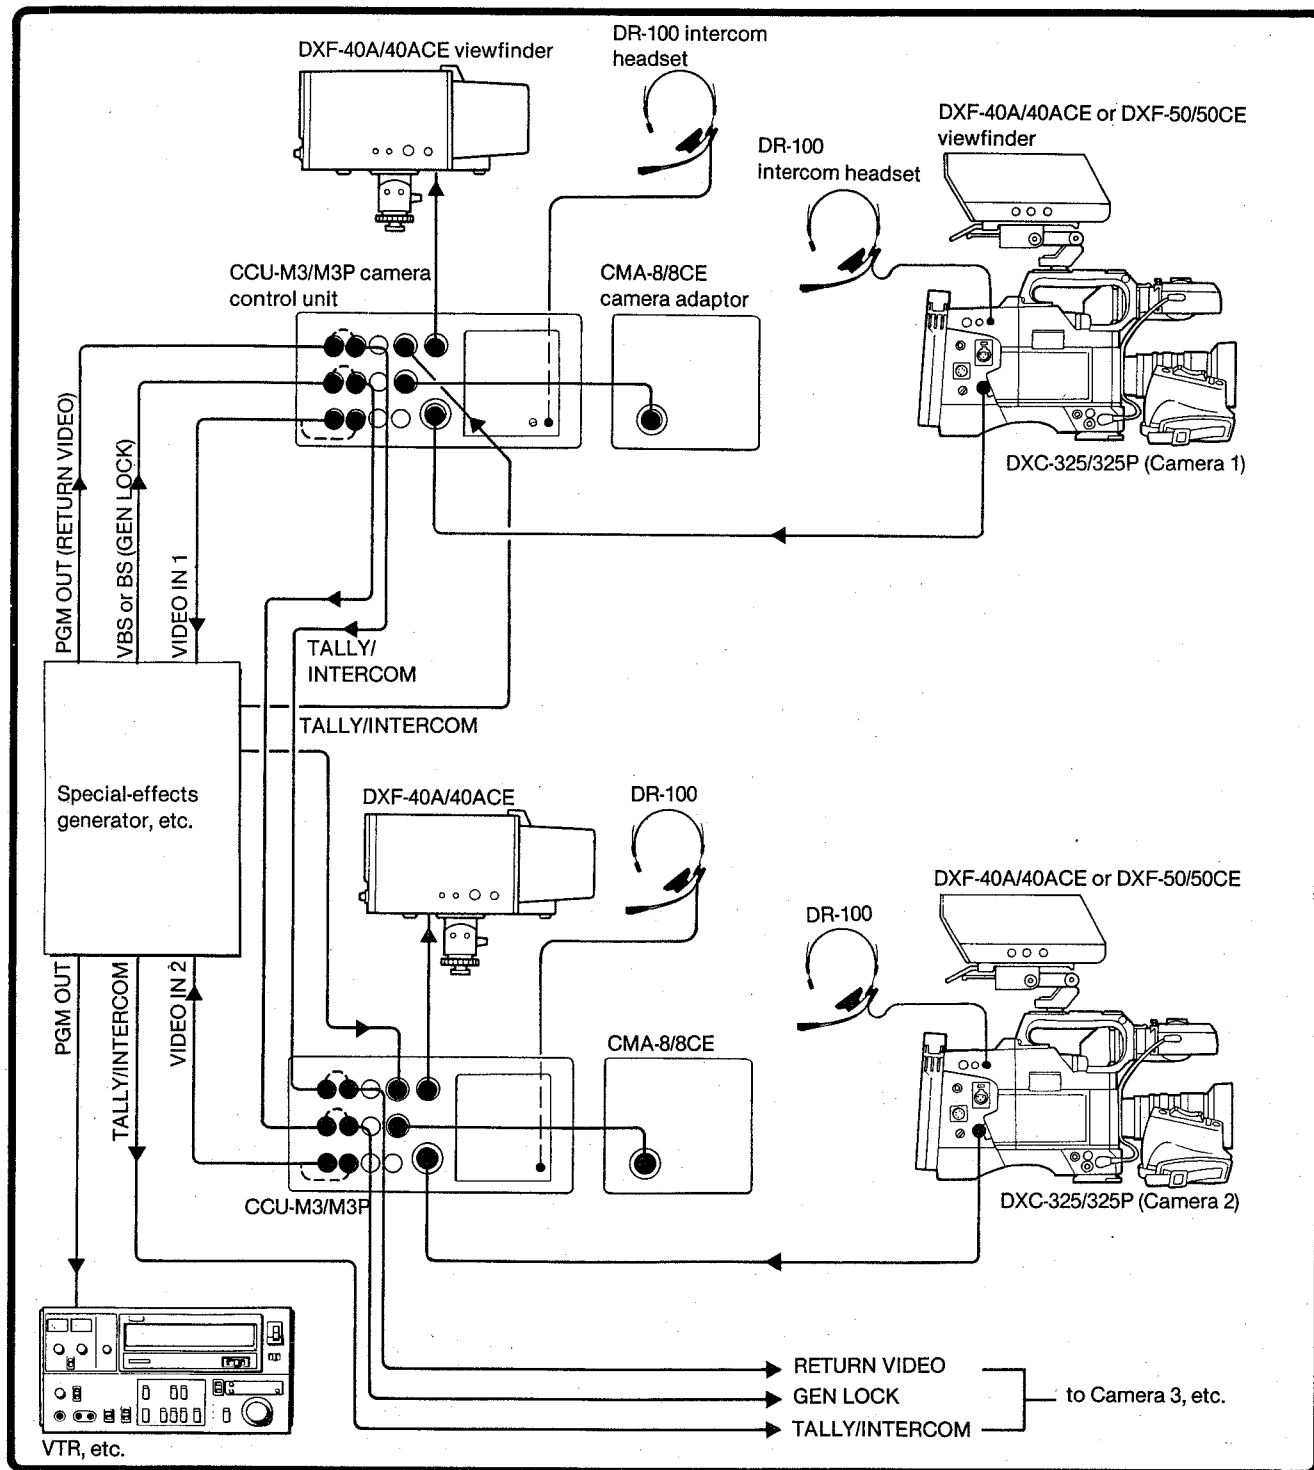 DXF-40A/40ACE viewfinder
DR-100 intercom
headset
DXF-40A/40ACE or DXF-50/50CE
viewfinder
DR-100
intercom headset
CCU-M3/M3P camera
control unit
CMA-8/8CE
camera adaptor
DXC-325/325P (Camera 1)
PGM OUT (RETURN VIDEO)
VBS or BS (GEN LOCK)
VIDEO IN 1
TALLY/
INTERCOM
TALLY/INTERCOM
Special-effects
generator, etc.
DXF-40A/40ACE
DR-100
DXF-40A/40ACE or DXF-50/50CE
DR-100
PGM OUT
TALLY/INTERCOM
VIDEO IN 2
CMA-8/8CE
CCU-M3/M3P
DXC-325/325P (Camera 2)
RETURN VIDEO
GEN LOCK
to Camera 3, etc.
TALLY/INTERCOM
VTR, etc.